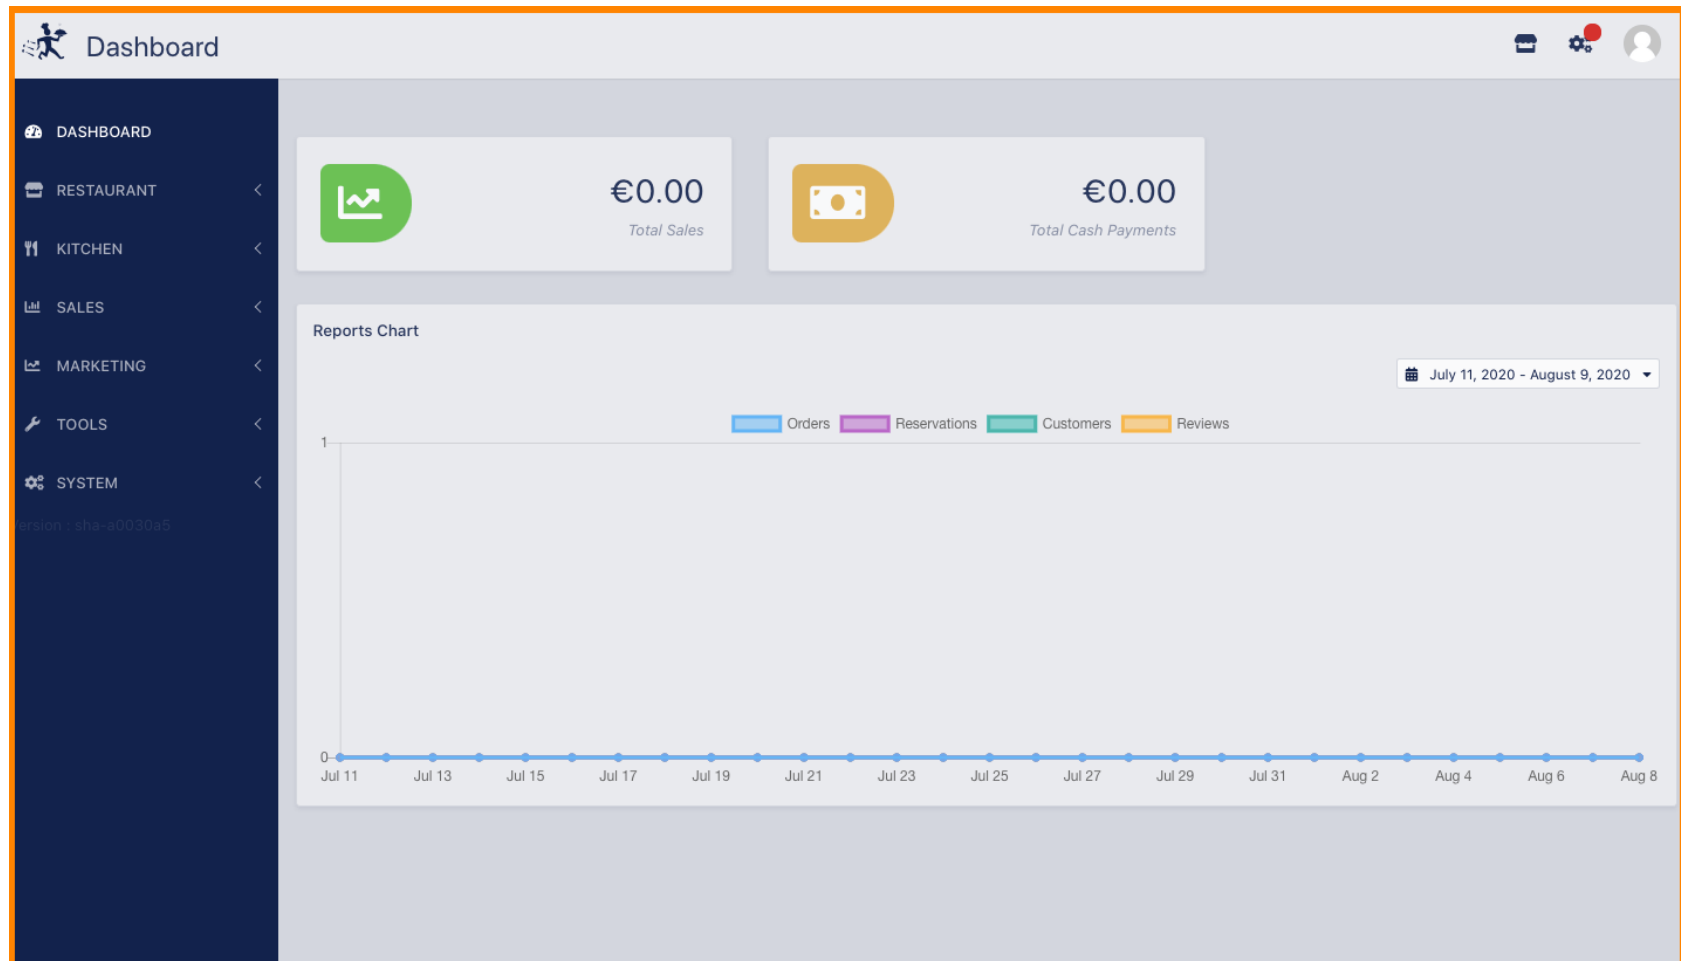 Dashboard
DASHBOARD
RESTAURANT
KITCHEN
SALES
MARKETING
TOOLS
SYSTEM
Version : sha-a0030a5
€0.00
Total Sales
€0.00
Total Cash Payments
Reports Chart
July 11, 2020 - August 9, 2020
Orders Reservations Customers Reviews
1
0
Jul 11 Jul 13 Jul 15 Jul 17 Jul 19 Jul 21 Jul 23 Jul 25 Jul 27 Jul 29 Jul 31 Aug 2 Aug 4 Aug 6 Aug 8